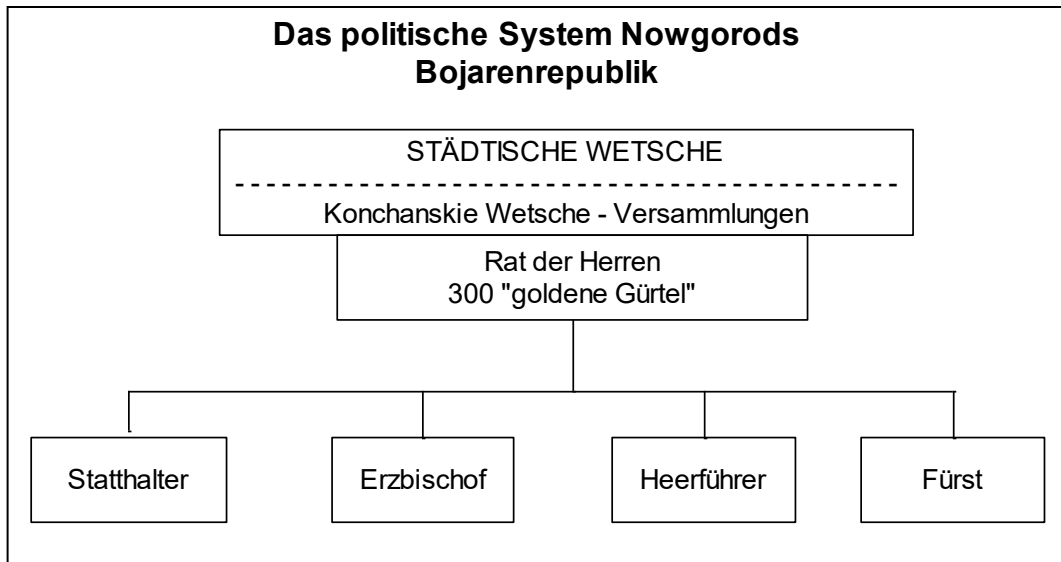 Das politische System Nowgorods
Bojarenrepublik
STÄDTISCHE WETSCHE
Konchanskie Wetsche - Versammlungen
Rat der Herren
300 "goldene Gürtel"
Statthalter
Erzbischof
Heerführer
Fürst